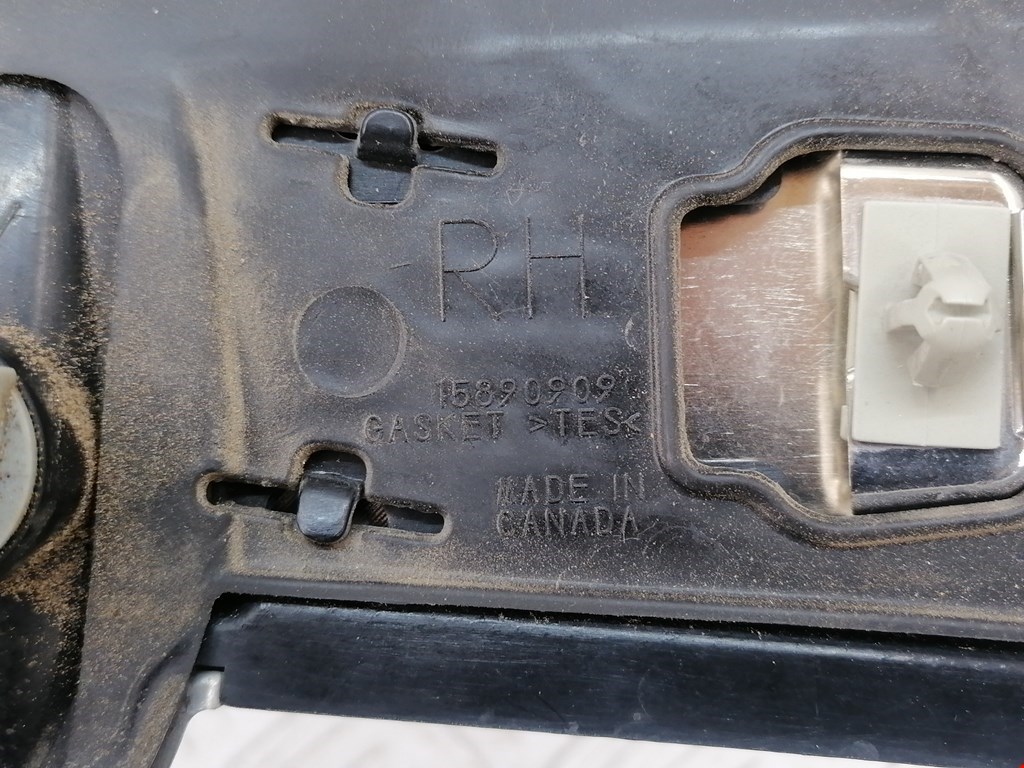 RH
15890909
GASKET >TES<
MADE IN
CANADA